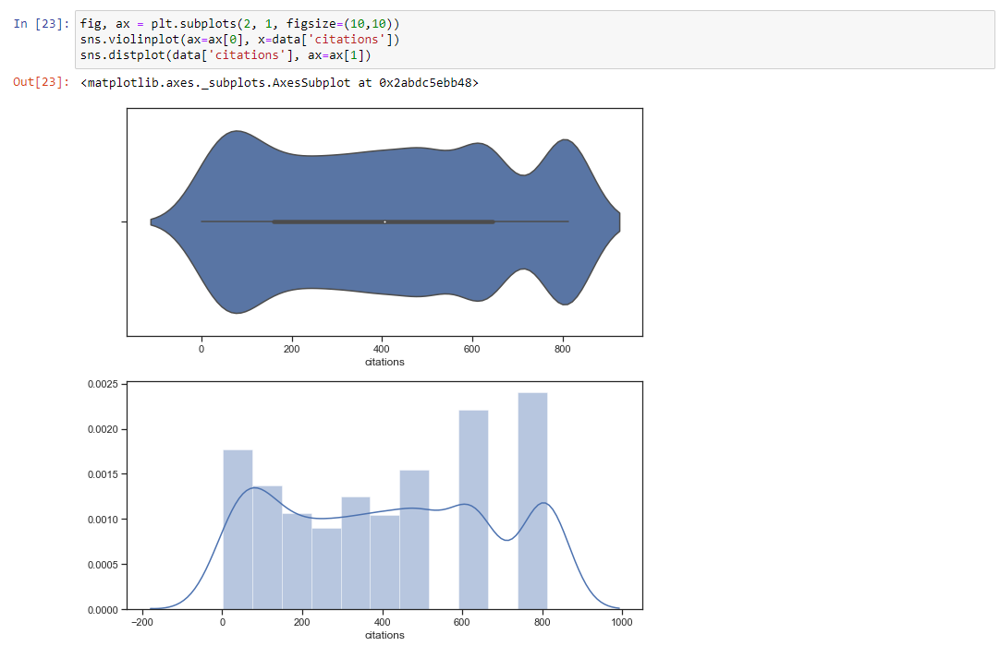 In [23]: fig, ax = plt.subplots(2, 1, figsize=(10,10))
sns.violinplot(ax=ax[0], x=data['citations'])
sns.distplot(data['citations'], ax=ax[1])
Out[23]: <matplotlib.axes._subplots.AxesSubplot at 0x2abdc5ebb48>
0 200 400 600 800
citations
0.0025
0.0020
0.0015
0.0010
0.0005
0.0000
−200 0 200 400 600 800 1000
citations